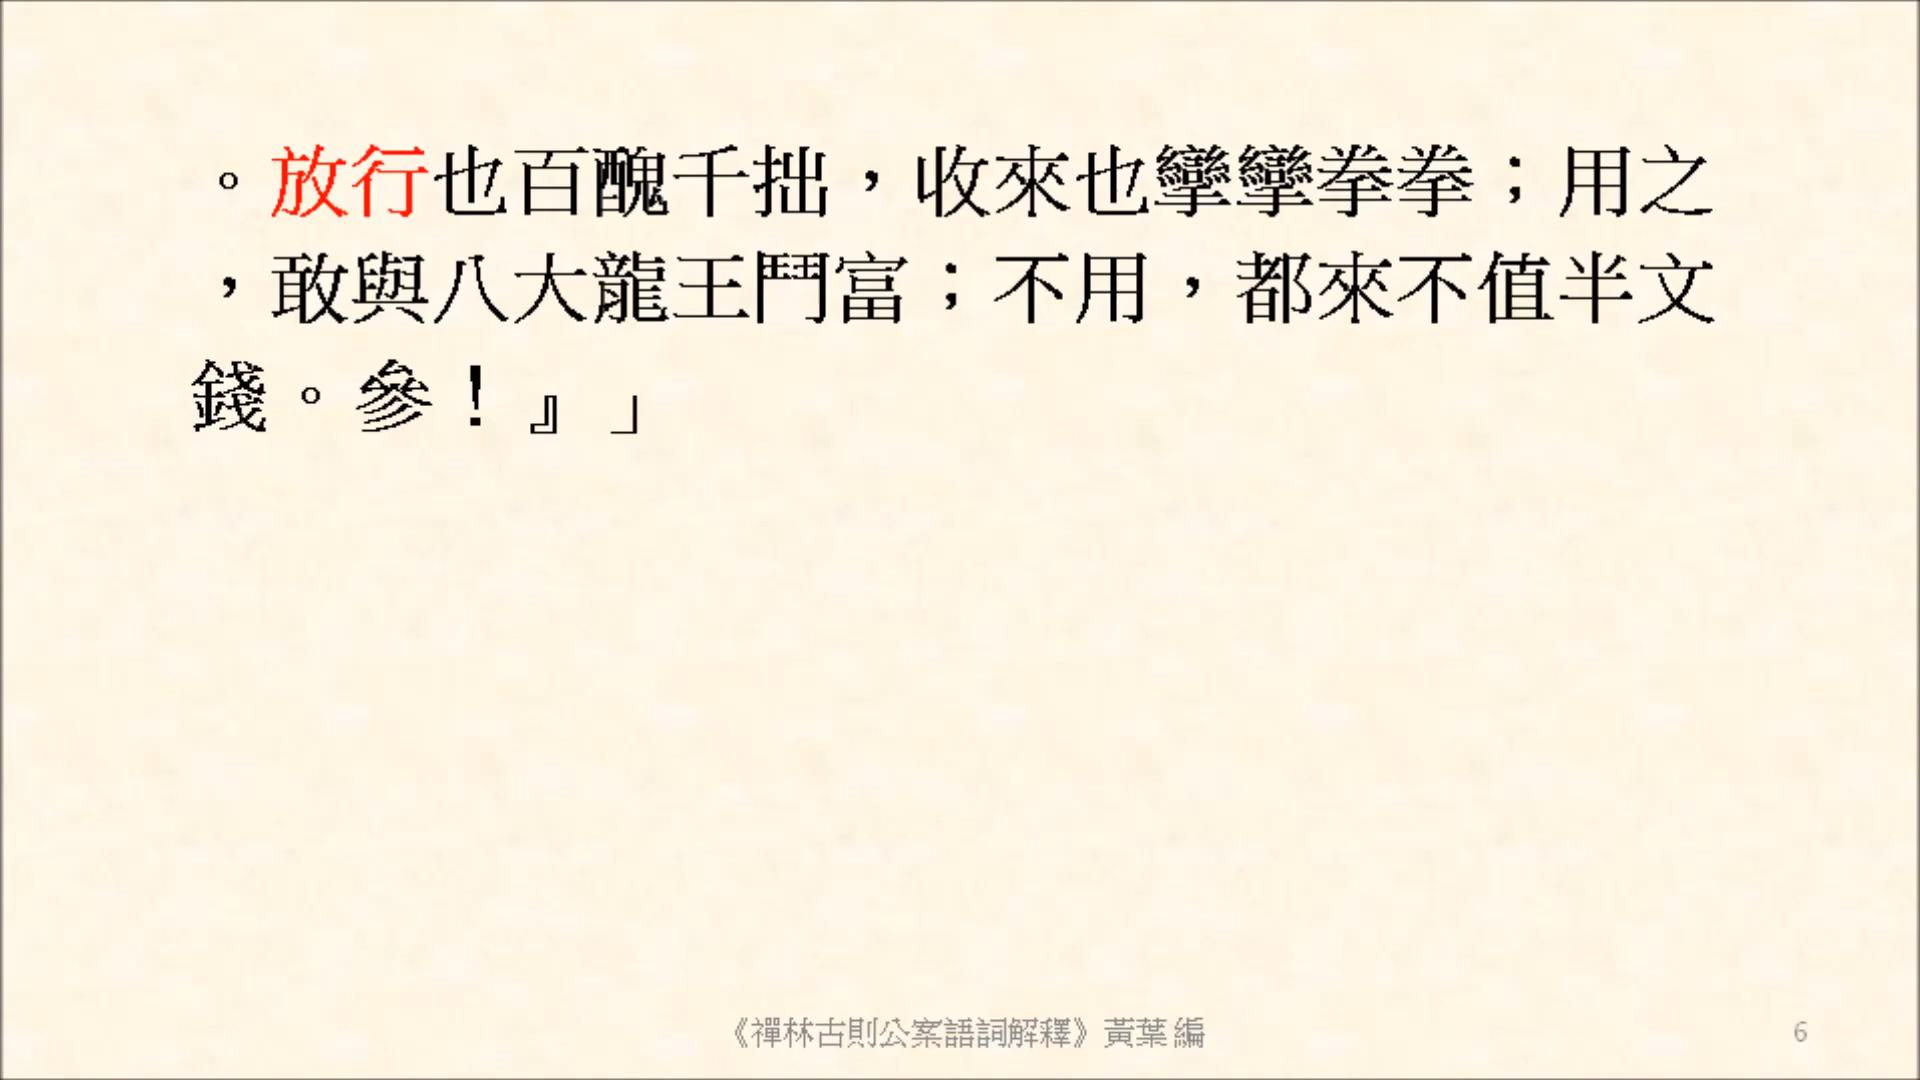 。放行也百醜千拙，收來也攣攣拳拳；用之
，敢與八大龍王鬥富；不用，都來不值半文
錢。參！』」
《禪林古則公案語詞解釋》黃葉 編
6